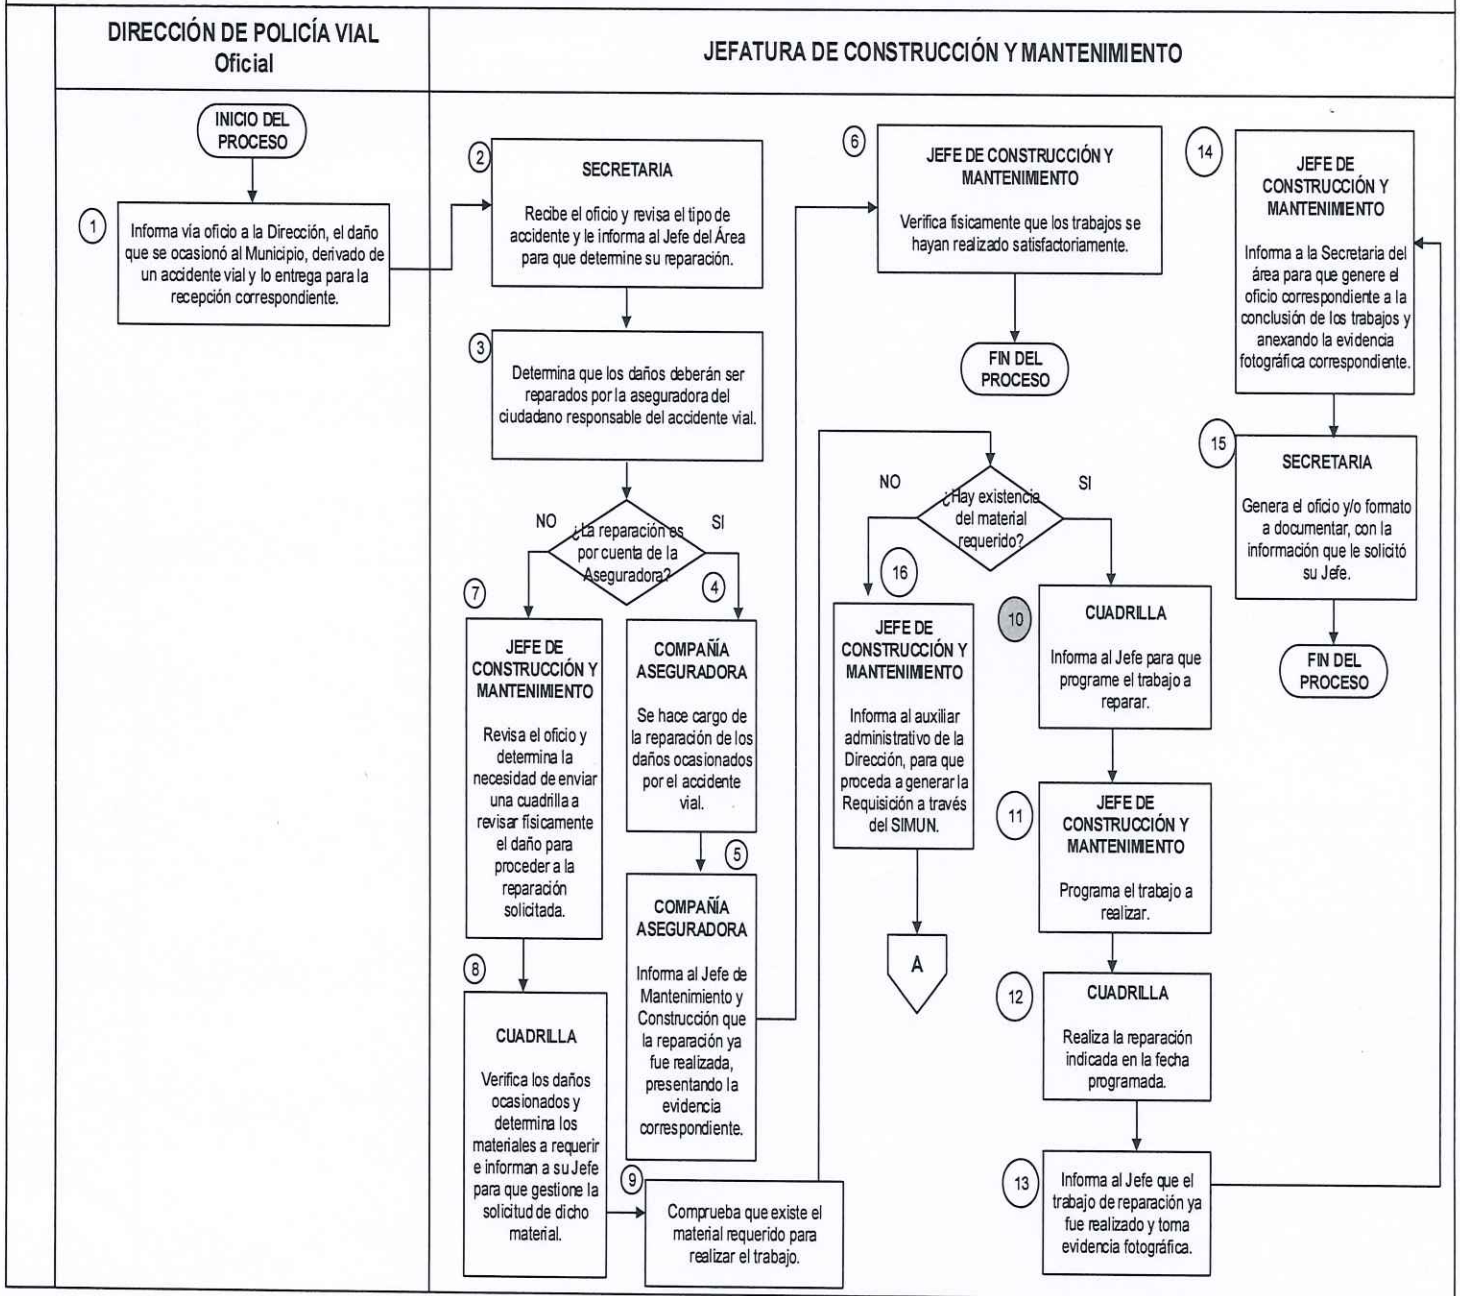 DIRECCIÓN DE POLICÍA VIAL
Oficial
JEFATURA DE CONSTRUCCIÓN Y MANTENIMIENTO
INICIO DEL
PROCESO
1
Informa vía oficio a la Dirección, el daño
que se ocasionó al Municipio, derivado de
un accidente vial y lo entrega para la
recepción correspondiente.
2
SECRETARIA
Recibe el oficio y revisa el tipo de
accidente y le informa al Jefe del Área
para que determine su reparación.
3
Determina que los daños deberán ser
reparados por la aseguradora del
ciudadano responsable del accidente vial.
NO
¿La reparación es
por cuenta de la
Aseguradora?
SI
4
COMPAÑÍA
ASEGURADORA
Se hace cargo de
la reparación de los
daños ocasionados
por el accidente
vial.
5
COMPAÑÍA
ASEGURADORA
Informa al Jefe de
Mantenimiento y
Construcción que
la reparación ya
fue realizada,
presentando la
evidencia
correspondiente.
6
JEFE DE CONSTRUCCIÓN Y
MANTENIMIENTO
Verifica físicamente que los trabajos se
hayan realizado satisfactoriamente.
FIN DEL
PROCESO
7
JEFE DE
CONSTRUCCIÓN Y
MANTENIMIENTO
Revisa el oficio y
determina la
necesidad de enviar
una cuadrilla a
revisar físicamente
el daño para
proceder a la
reparación
solicitada.
8
CUADRILLA
Verifica los daños
ocasionados y
determina los
materiales a requerir
e informan a su Jefe
para que gestione la
solicitud de dicho
material.
9
Comprueba que existe el
material requerido para
realizar el trabajo.
NO
¿Hay existencia
del material
requerido?
SI
10
CUADRILLA
Informa al Jefe para que
programe el trabajo a
reparar.
11
JEFE DE
CONSTRUCCIÓN Y
MANTENIMIENTO
Programa el trabajo a
realizar.
12
CUADRILLA
Realiza la reparación
indicada en la fecha
programada.
13
Informa al Jefe que el
trabajo de reparación ya
fue realizado y toma
evidencia fotográfica.
14
JEFE DE
CONSTRUCCIÓN Y
MANTENIMIENTO
Informa a la Secretaria del
área para que genere el
oficio correspondiente a la
conclusión de los trabajos y
anexando la evidencia
fotográfica correspondiente.
15
SECRETARIA
Genera el oficio y/o formato
a documentar, con la
información que le solicitó
su Jefe.
FIN DEL
PROCESO
16
JEFE DE
CONSTRUCCIÓN Y
MANTENIMIENTO
Informa al auxiliar
administrativo de la
Dirección, para que
proceda a generar la
Requisición a través
del SIMUN.
A